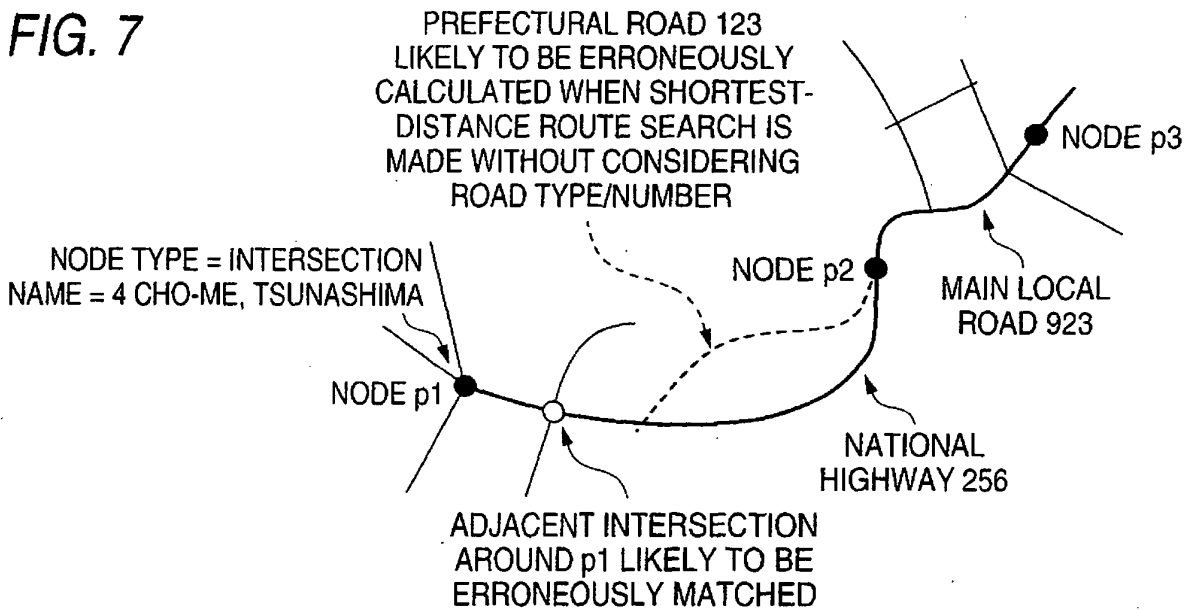 FIG. 7
PREFECTURAL ROAD 123
LIKELY TO BE ERRONEOUSLY
CALCULATED WHEN SHORTEST-
DISTANCE ROUTE SEARCH IS
MADE WITHOUT CONSIDERING
ROAD TYPE/NUMBER
NODE p3
NODE TYPE = INTERSECTION
NAME = 4 CHO-ME, TSUNASHIMA
NODE p2
MAIN LOCAL
ROAD 923
NODE p1
NATIONAL
HIGHWAY 256
ADJACENT INTERSECTION
AROUND p1 LIKELY TO BE
ERRONEOUSLY MATCHED